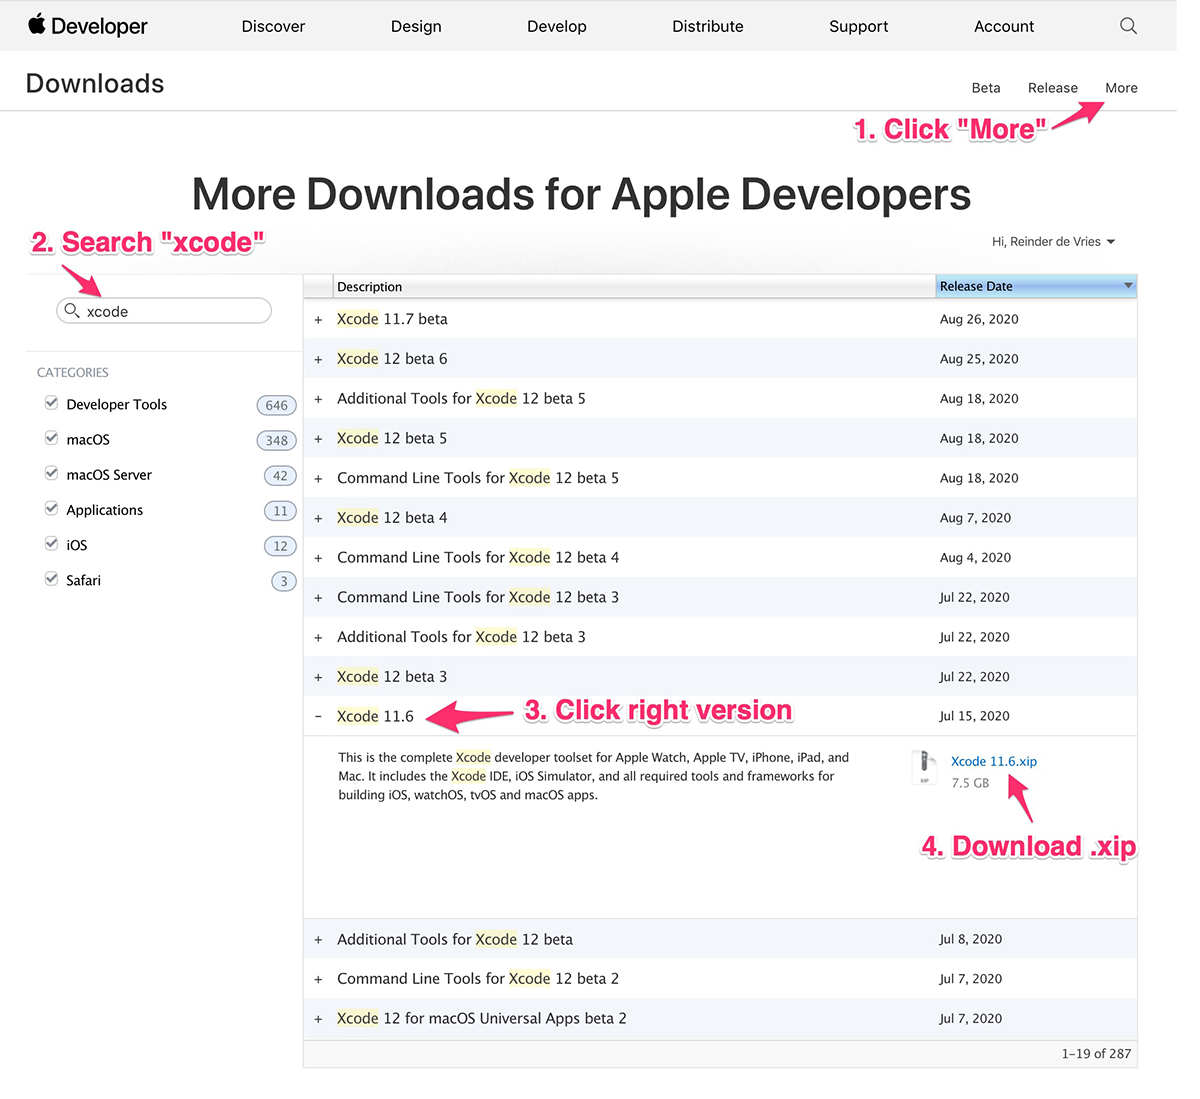 Developer Discover Design Develop Distribute Support Account
Downloads
Beta Release More
1. Click "More"
More Downloads for Apple Developers
2. Search "xcode"
Hi, Reinder de Vries
xcode
CATEGORIES
Developer Tools 646
macOS 348
macOS Server 42
Applications 11
iOS 12
Safari 3
Description Release Date
+ Xcode 11.7 beta Aug 26, 2020
+ Xcode 12 beta 6 Aug 25, 2020
+ Additional Tools for Xcode 12 beta 5 Aug 18, 2020
+ Xcode 12 beta 5 Aug 18, 2020
+ Command Line Tools for Xcode 12 beta 5 Aug 18, 2020
+ Xcode 12 beta 4 Aug 7, 2020
+ Command Line Tools for Xcode 12 beta 4 Aug 4, 2020
+ Command Line Tools for Xcode 12 beta 3 Jul 22, 2020
+ Additional Tools for Xcode 12 beta 3 Jul 22, 2020
+ Xcode 12 beta 3 Jul 22, 2020
− Xcode 11.6 Jul 15, 2020
3. Click right version
This is the complete Xcode developer toolset for Apple Watch, Apple TV, iPhone, iPad, and
Mac. It includes the Xcode IDE, iOS Simulator, and all required tools and frameworks for
building iOS, watchOS, tvOS and macOS apps.
XIP
Xcode 11.6.xip
7.5 GB
4. Download .xip
+ Additional Tools for Xcode 12 beta Jul 8, 2020
+ Command Line Tools for Xcode 12 beta 2 Jul 7, 2020
+ Xcode 12 for macOS Universal Apps beta 2 Jul 7, 2020
1–19 of 287